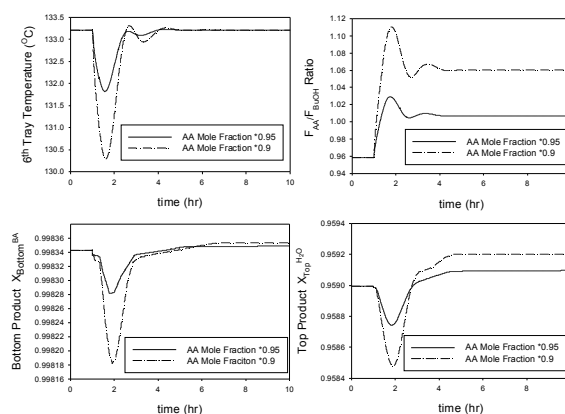 133.5
133.0
132.5
132.0
131.5
131.0
130.5
130.0
6th Tray Temperature (OC)
AA Mole Fraction *0.95
AA Mole Fraction *0.9
0 2 4 6 8 10
time (hr)
1.12
1.10
1.08
1.06
1.04
1.02
1.00
0.98
0.96
0.94
FAA/FBuOH Ratio
AA Mole Fraction *0.95
AA Mole Fraction *0.9
0 2 4 6 8
time (hr)
0.99836
0.99834
0.99832
0.99830
0.99828
0.99826
0.99824
0.99822
0.99820
0.99818
0.99816
Bottom Product XBottomBA
AA Mole Fraction *0.95
AA Mole Fraciton *0.9
0 2 4 6 8 10
time (hr)
0.9594
0.9592
0.9590
0.9588
0.9586
0.9584
Top Product XTopH2O
AA Mole Fraction *0.95
AA Mole Fraction *0.9
0 2 4 6 8
time (hr)